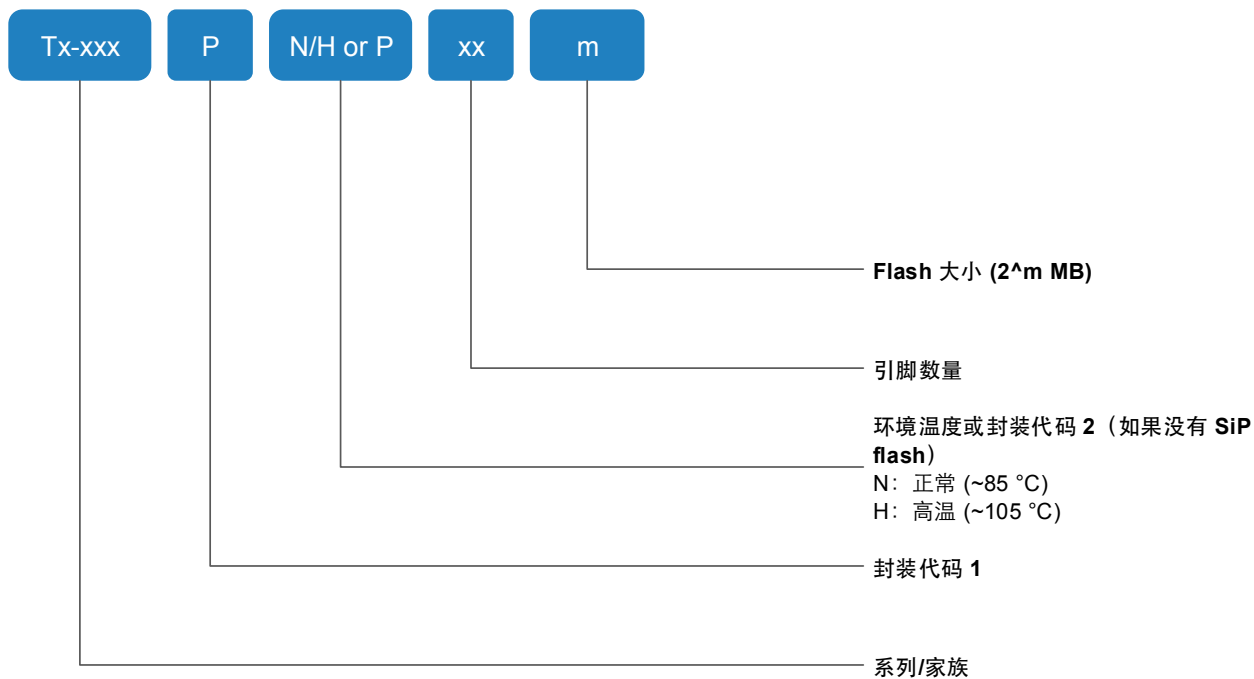 Tx-xxx P N/H or P xx m
Flash 大小 (2^m MB)
引脚数量
环境温度或封装代码 2（如果没有 SiP
flash）
N：正常 (~85 °C)
H：高温 (~105 °C)
封装代码 1
系列/家族